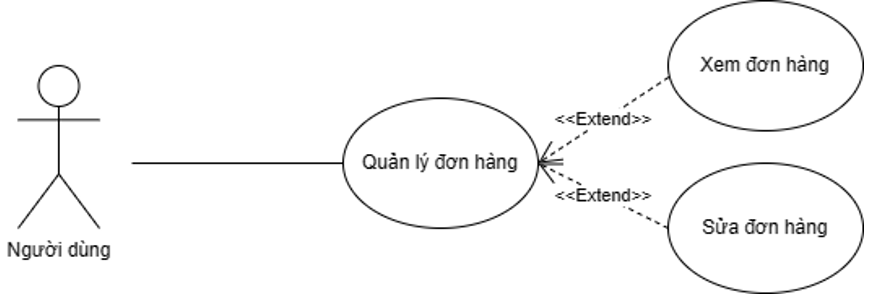 Xem đơn hàng
<<Extend>>
Quản lý đơn hàng
<<Extend>>
Sửa đơn hàng
Người dùng